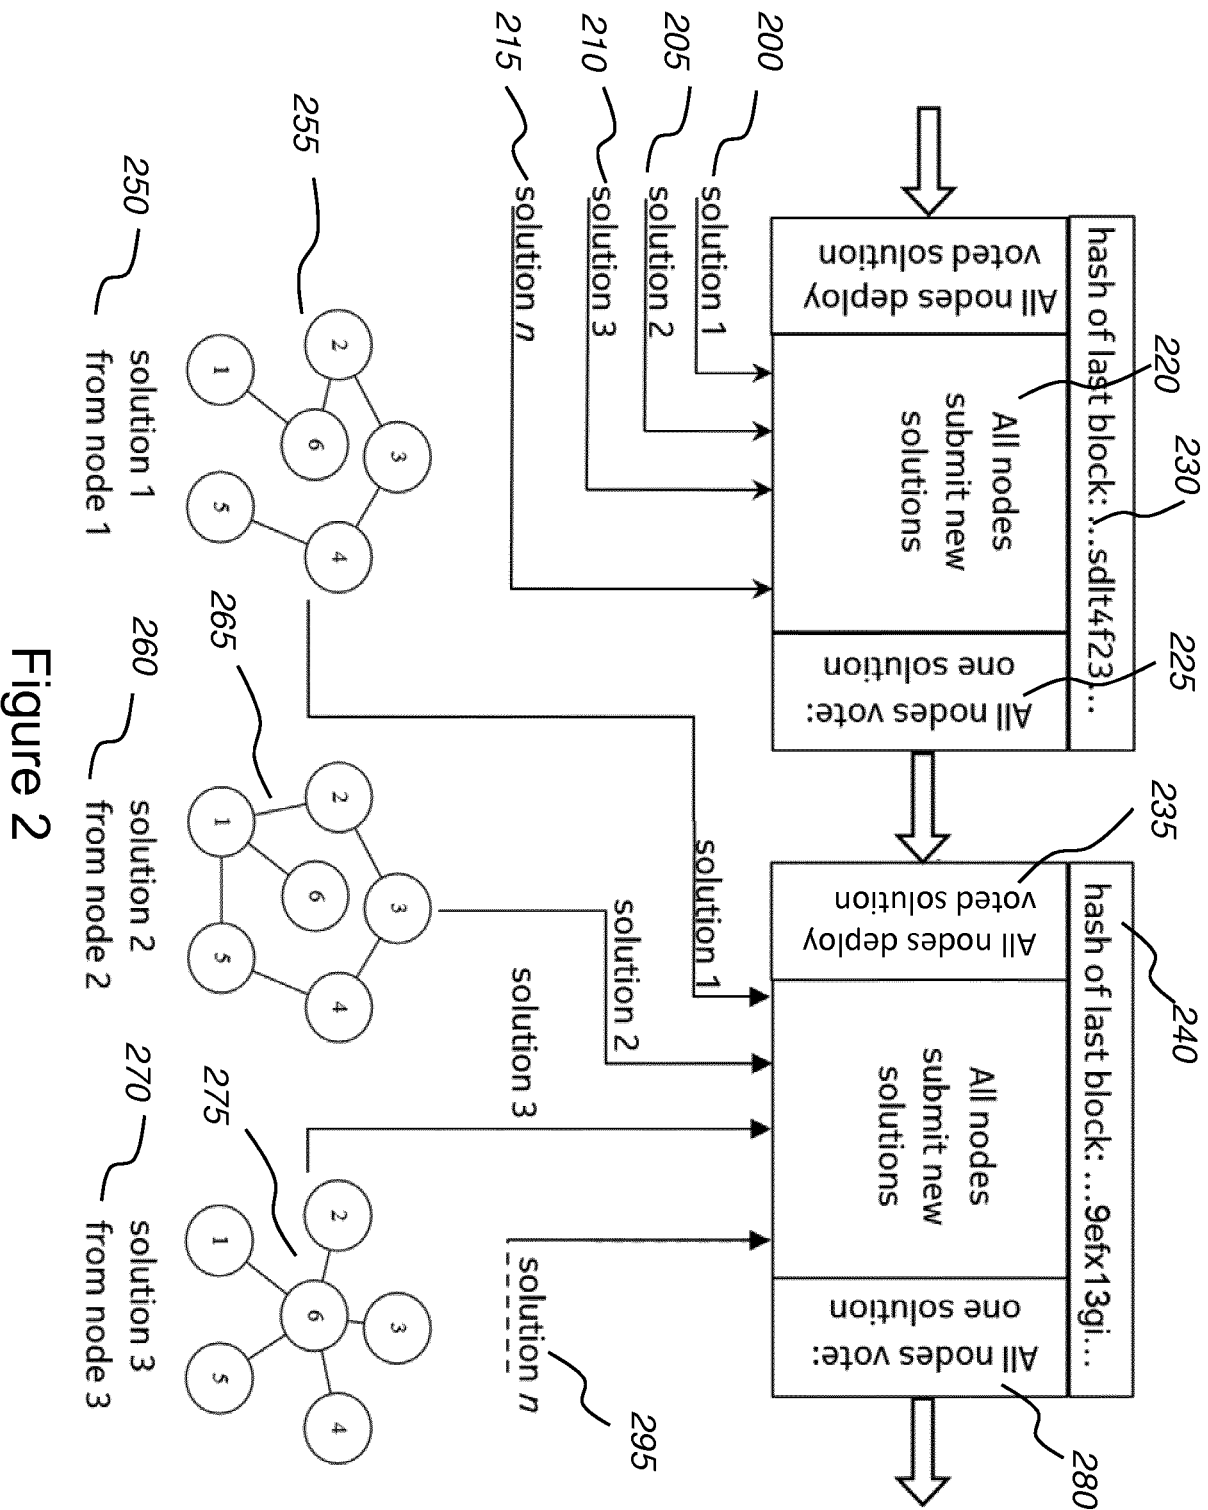 220
230
225
240
hash of last block: ...sdlt4f23...
235
hash of last block: ....9efx13gi...
280
All nodes deploy
voted solution
All nodes
submit new
solutions
All nodes vote:
one solution
All nodes deploy
voted solution
All nodes
submit new
solutions
All nodes vote:
one solution
200
solution 1
205
solution 2
210
solution 3
215
solution n
solution 1
solution 2
solution 3
solution n
295
255
2
3
4
6
1
5
265
2
3
4
6
1
5
275
2
3
4
6
1
5
250
solution 1
from node 1
260
solution 2
from node 2
270
solution 3
from node 3
Figure 2